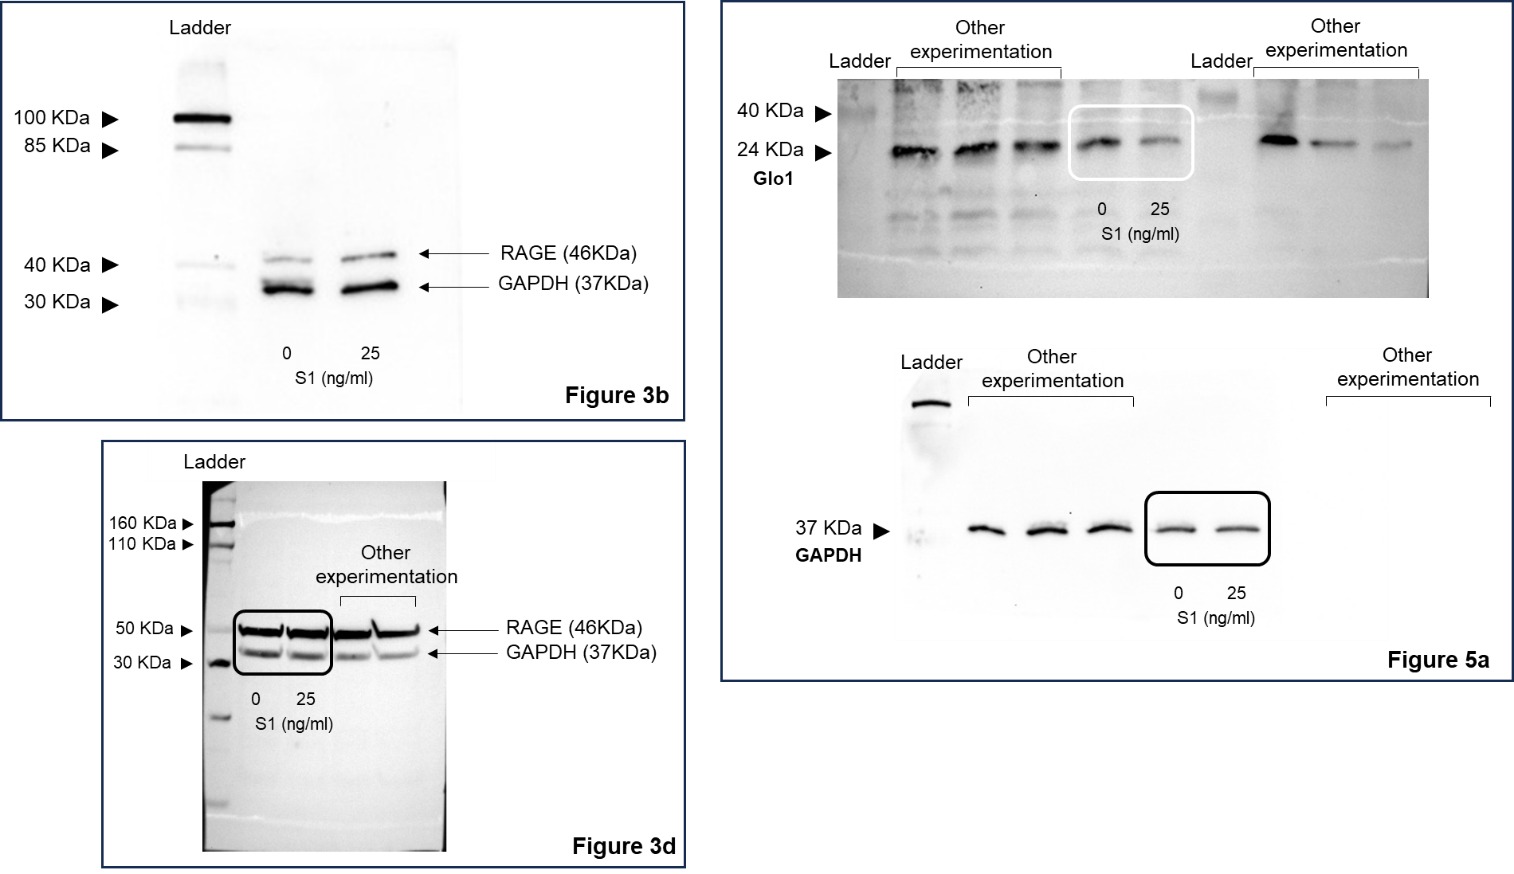 Ladder
100 KDa
85 KDa
40 KDa
30 KDa
RAGE (46KDa)
GAPDH (37KDa)
0 25
S1 (ng/ml)
Figure 3b
Ladder
160 KDa
110 KDa
50 KDa
30 KDa
Other
experimentation
RAGE (46KDa)
GAPDH (37KDa)
0 25
S1 (ng/ml)
Figure 3d
Ladder
Other
experimentation
Ladder
Other
experimentation
40 KDa
24 KDa
Glo1
0 25
S1 (ng/ml)
Ladder
Other
experimentation
Other
experimentation
37 KDa
GAPDH
0 25
S1 (ng/ml)
Figure 5a